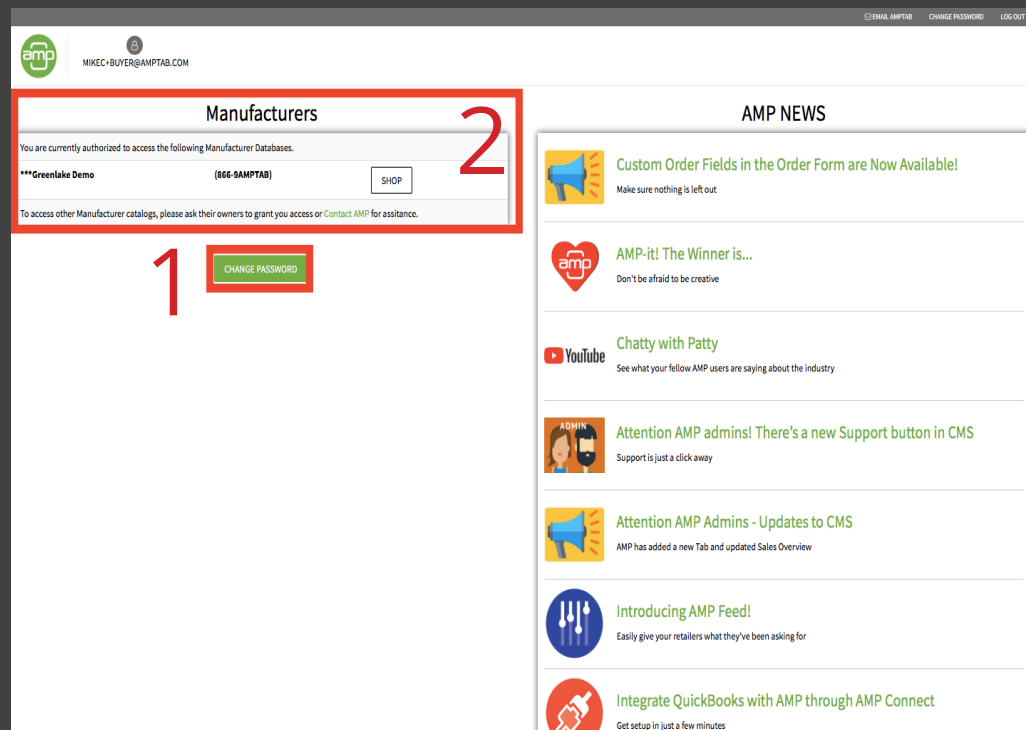 EMAIL AMPTAB CHANGE PASSWORD LOG OUT
amp
MIKEC+BUYER@AMPTAB.COM
Manufacturers
2
You are currently authorized to access the following Manufacturer Databases.
***Greenlake Demo (866-9AMPTAB) SHOP
To access other Manufacturer catalogs, please ask their owners to grant you access or Contact AMP for assitance.
1
CHANGE PASSWORD
AMP NEWS
Custom Order Fields in the Order Form are Now Available!
Make sure nothing is left out
amp
AMP-it! The Winner is...
Don't be afraid to be creative
YouTube
Chatty with Patty
See what your fellow AMP users are saying about the industry
ADMIN
Attention AMP admins! There's a new Support button in CMS
Support is just a click away
Attention AMP Admins - Updates to CMS
AMP has added a new Tab and updated Sales Overview
Introducing AMP Feed!
Easily give your retailers what they've been asking for
Integrate QuickBooks with AMP through AMP Connect
Get setup in just a few minutes